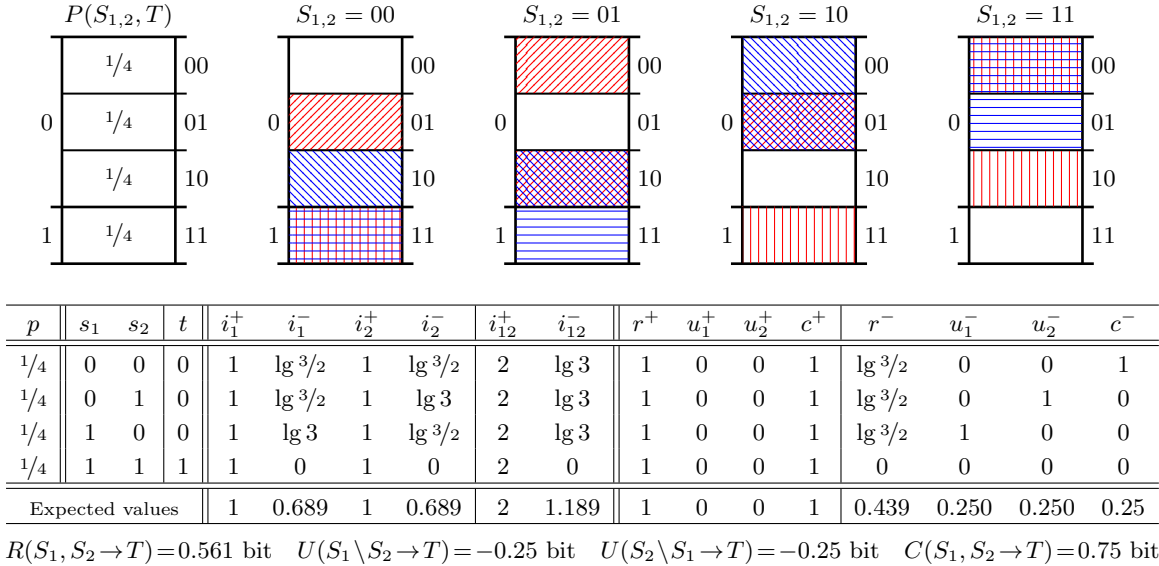 P(S₁,₂, T) S₁,₂ = 00 S₁,₂ = 01 S₁,₂ = 10 S₁,₂ = 11
1/4 00 00 00 00 00
0 1/4 01 0 01 0 01 0 01 0 01
1/4 10 10 10 10 10
1 1/4 11 1 11 1 11 1 11 1 11
p s₁ s₂ t i₁⁺ i₁⁻ i₂⁺ i₂⁻ i₁₂⁺ i₁₂⁻ r⁺ u₁⁺ u₂⁺ c⁺ r⁻ u₁⁻ u₂⁻ c⁻
1/4 0 0 0 1 lg 3/2 1 lg 3/2 2 lg 3 1 0 0 1 lg 3/2 0 0 1
1/4 0 1 0 1 lg 3/2 1 lg 3 2 lg 3 1 0 0 1 lg 3/2 0 1 0
1/4 1 0 0 1 lg 3 1 lg 3/2 2 lg 3 1 0 0 1 lg 3/2 1 0 0
1/4 1 1 1 1 0 1 0 2 0 1 0 0 1 0 0 0 0
Expected values 1 0.689 1 0.689 2 1.189 1 0 0 1 0.439 0.250 0.250 0.25
R(S₁, S₂→T)=0.561 bit U(S₁\S₂→T)=−0.25 bit U(S₂\S₁→T)=−0.25 bit C(S₁, S₂→T)=0.75 bit